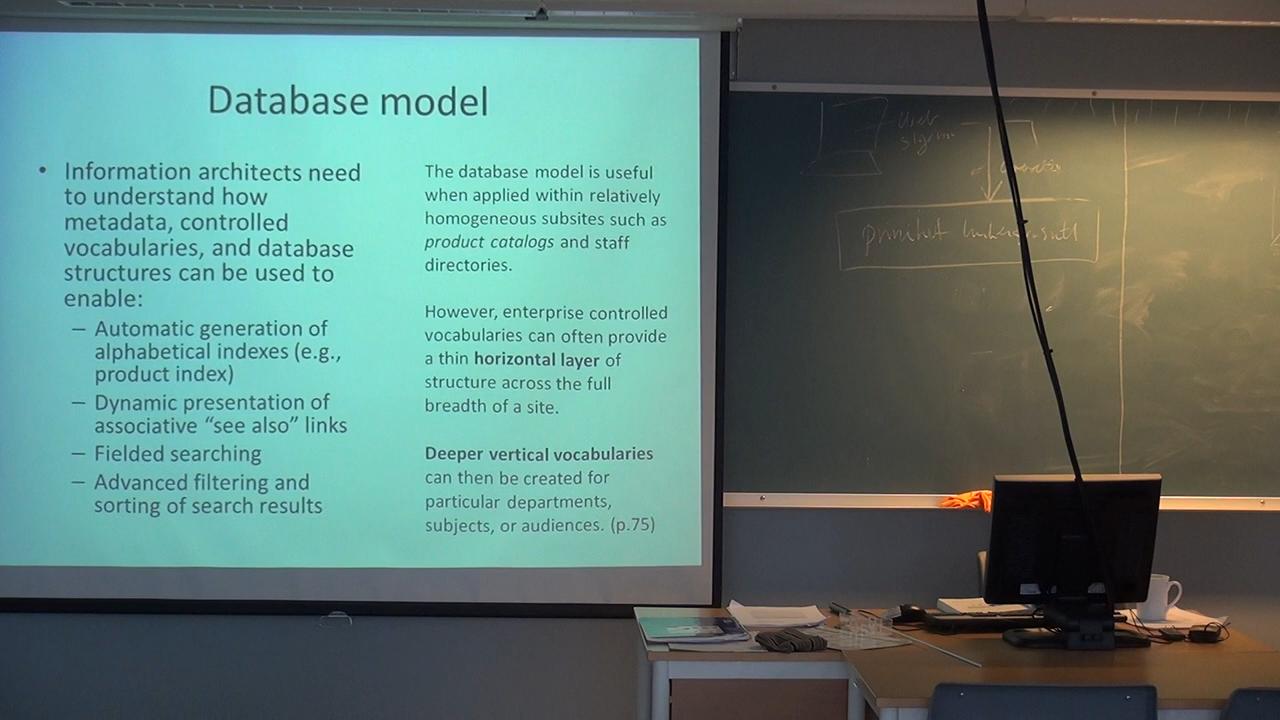 Database model
• Information architects need
to understand how
metadata, controlled
vocabularies, and database
structures can be used to
enable:
– Automatic generation of
alphabetical indexes (e.g.,
product index)
– Dynamic presentation of
associative “see also” links
– Fielded searching
– Advanced filtering and
sorting of search results
The database model is useful
when applied within relatively
homogeneous subsites such as
product catalogs and staff
directories.
However, enterprise controlled
vocabularies can often provide
a thin horizontal layer of
structure across the full
breadth of a site.
Deeper vertical vocabularies
can then be created for
particular departments,
subjects, or audiences. (p.75)